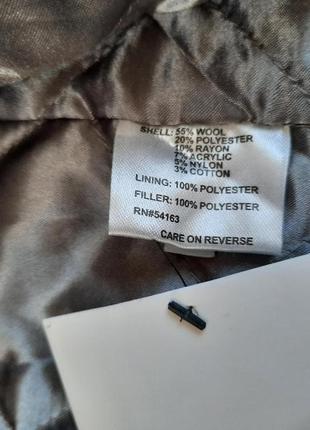 SHELL: 55% WOOL
20% POLYESTER
10% RAYON
7% ACRYLIC
5% NYLON
3% COTTON
LINING: 100% POLYESTER
FILLER: 100% POLYESTER
RN#54163
CARE ON REVERSE